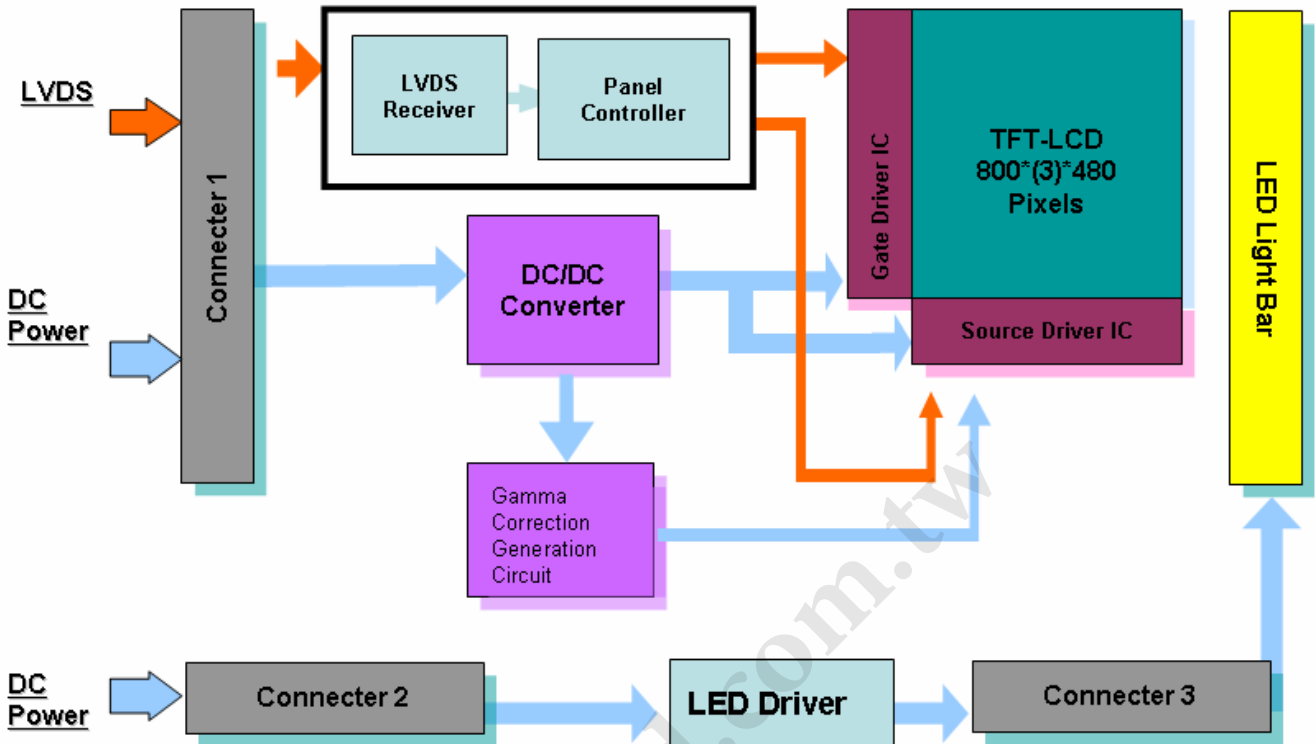 LVDS
DC
Power
Connecter 1
LVDS
Receiver
Panel
Controller
DC/DC
Converter
Gamma
Correction
Generation
Circuit
Gate Driver IC
TFT-LCD
800*(3)*480
Pixels
Source Driver IC
LED Light Bar
DC
Power
Connecter 2
LED Driver
Connecter 3
.com.tw